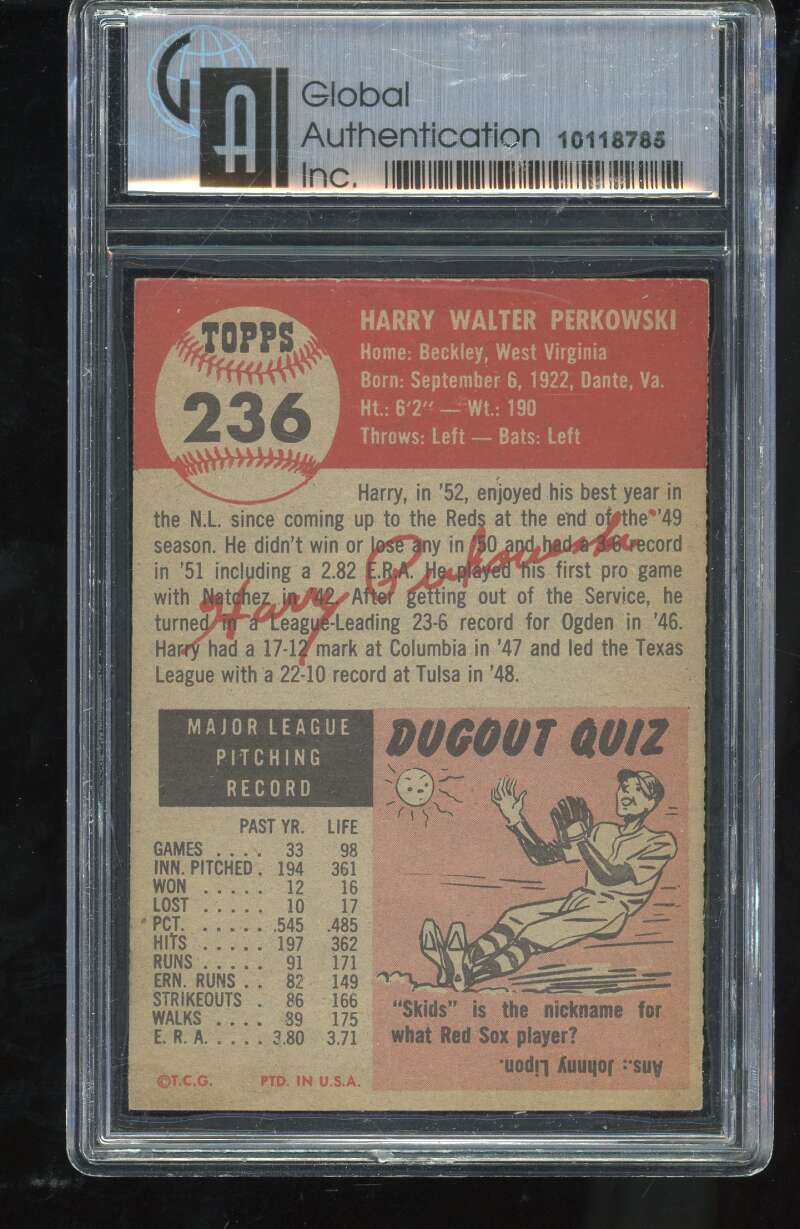 GA
Global
Authentication 10118785
Inc.
TOPPS
236
HARRY WALTER PERKOWSKI
Home: Beckley, West Virginia
Born: September 6, 1922, Dante, Va.
Ht.: 6'2" — Wt.: 190
Throws: Left — Bats: Left
Harry, in '52, enjoyed his best year in
the N.L. since coming up to the Reds at the end of the '49
season. He didn't win or lose any in '50 and had a 3-6 record
in '51 including a 2.82 E.R.A. He played his first pro game
with Natchez in '42. After getting out of the Service, he
turned in a League-Leading 23-6 record for Ogden in '46.
Harry had a 17-12 mark at Columbia in '47 and led the Texas
League with a 22-10 record at Tulsa in '48.
Harry Perkowski
MAJOR LEAGUE
PITCHING
RECORD
PAST YR. LIFE
GAMES . . . . 33 98
INN. PITCHED . 194 361
WON . . . . . 12 16
LOST . . . . . 10 17
PCT. . . . . . .545 .485
HITS . . . . . 197 362
RUNS . . . . . 91 171
ERN. RUNS . . 82 149
STRIKEOUTS . 86 166
WALKS . . . . 89 175
E. R. A. . . . . 3.80 3.71
©T.C.G. PTD. IN U.S.A.
DUGOUT QUIZ
"Skids" is the nickname for
what Red Sox player?
Ans.: Johnny Lipon.